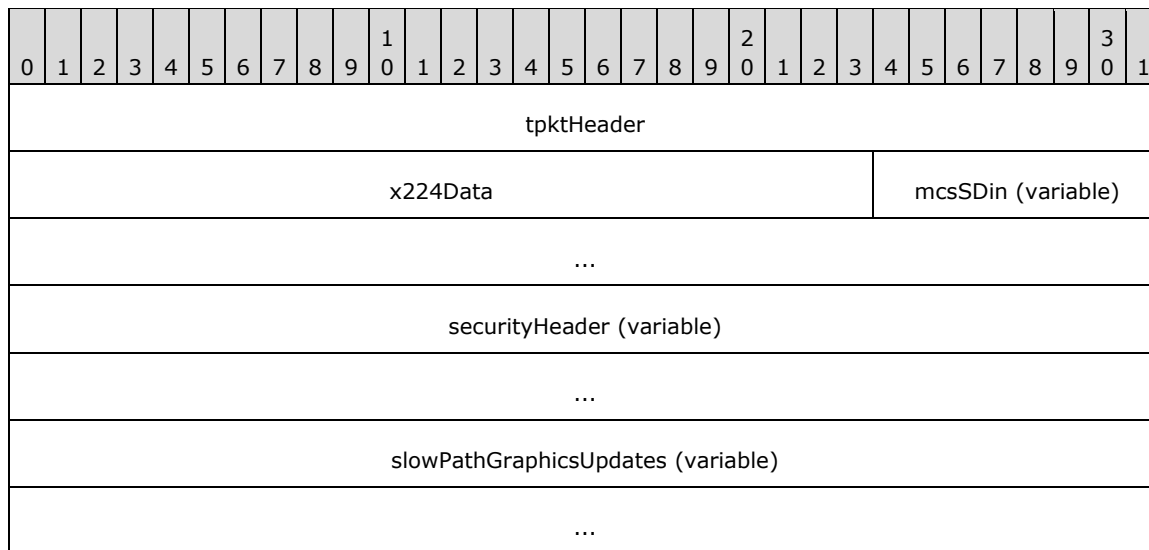 1 2 3
0 1 2 3 4 5 6 7 8 9 0 1 2 3 4 5 6 7 8 9 0 1 2 3 4 5 6 7 8 9 0 1
tpktHeader
x224Data mcsSDin (variable)
...
securityHeader (variable)
...
slowPathGraphicsUpdates (variable)
...